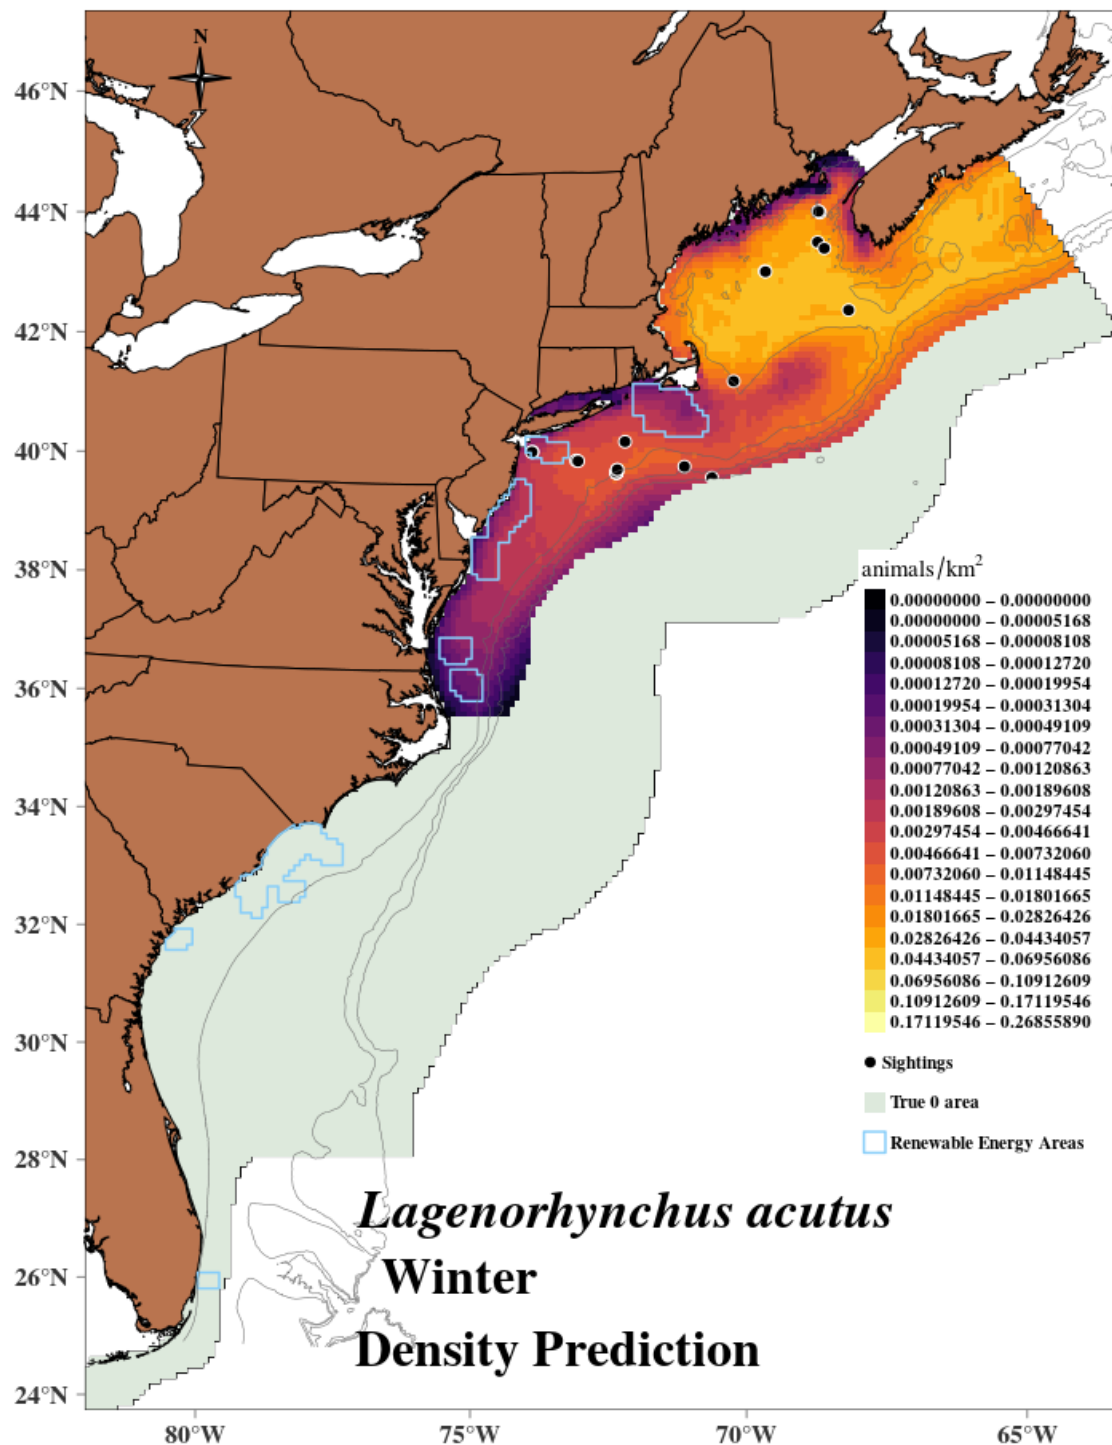 N
46°N
44°N
42°N
40°N
38°N
36°N
34°N
32°N
30°N
28°N
26°N
24°N
animals/km²
0.00000000 – 0.00000000
0.00000000 – 0.00005168
0.00005168 – 0.00008108
0.00008108 – 0.00012720
0.00012720 – 0.00019954
0.00019954 – 0.00031304
0.00031304 – 0.00049109
0.00049109 – 0.00077042
0.00077042 – 0.00120863
0.00120863 – 0.00189608
0.00189608 – 0.00297454
0.00297454 – 0.00466641
0.00466641 – 0.00732060
0.00732060 – 0.01148445
0.01148445 – 0.01801665
0.01801665 – 0.02826426
0.02826426 – 0.04434057
0.04434057 – 0.06956086
0.06956086 – 0.10912609
0.10912609 – 0.17119546
0.17119546 – 0.26855890
Sightings
True 0 area
Renewable Energy Areas
Lagenorhynchus acutus
Winter
Density Prediction
80°W 75°W 70°W 65°W